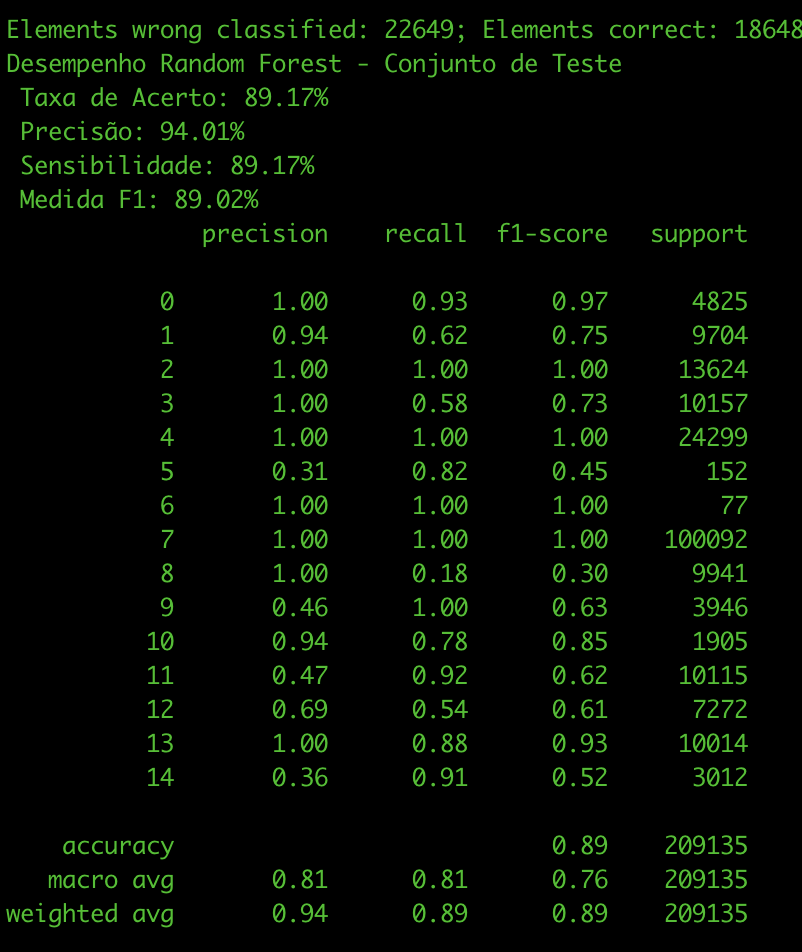 Elements wrong classified: 22649; Elements correct: 18648
Desempenho Random Forest - Conjunto de Teste
Taxa de Acerto: 89.17%
Precisão: 94.01%
Sensibilidade: 89.17%
Medida F1: 89.02%
precision recall f1-score support
0 1.00 0.93 0.97 4825
1 0.94 0.62 0.75 9704
2 1.00 1.00 1.00 13624
3 1.00 0.58 0.73 10157
4 1.00 1.00 1.00 24299
5 0.31 0.82 0.45 152
6 1.00 1.00 1.00 77
7 1.00 1.00 1.00 100092
8 1.00 0.18 0.30 9941
9 0.46 1.00 0.63 3946
10 0.94 0.78 0.85 1905
11 0.47 0.92 0.62 10115
12 0.69 0.54 0.61 7272
13 1.00 0.88 0.93 10014
14 0.36 0.91 0.52 3012
accuracy 0.89 209135
macro avg 0.81 0.81 0.76 209135
weighted avg 0.94 0.89 0.89 209135